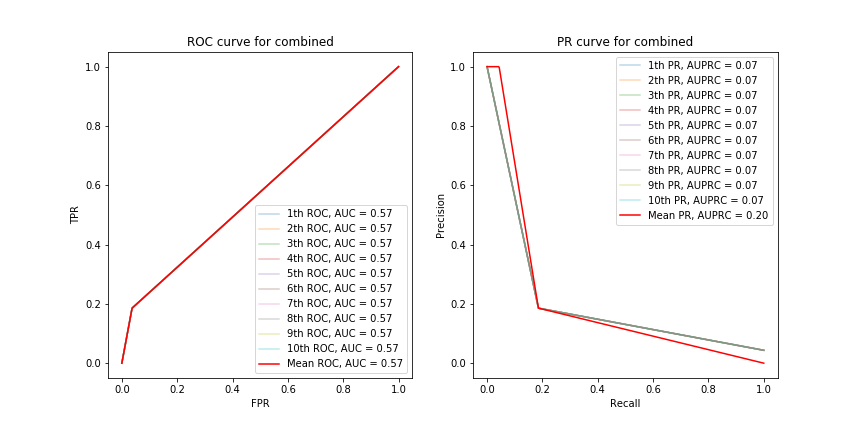 ROC curve for combined
TPR
1.0
0.8
0.6
0.4
0.2
0.0
1th ROC, AUC = 0.57
2th ROC, AUC = 0.57
3th ROC, AUC = 0.57
4th ROC, AUC = 0.57
5th ROC, AUC = 0.57
6th ROC, AUC = 0.57
7th ROC, AUC = 0.57
8th ROC, AUC = 0.57
9th ROC, AUC = 0.57
10th ROC, AUC = 0.57
Mean ROC, AUC = 0.57
0.0 0.2 0.4 0.6 0.8 1.0
FPR
PR curve for combined
Precision
1.0
0.8
0.6
0.4
0.2
0.0
1th PR, AUPRC = 0.07
2th PR, AUPRC = 0.07
3th PR, AUPRC = 0.07
4th PR, AUPRC = 0.07
5th PR, AUPRC = 0.07
6th PR, AUPRC = 0.07
7th PR, AUPRC = 0.07
8th PR, AUPRC = 0.07
9th PR, AUPRC = 0.07
10th PR, AUPRC = 0.07
Mean PR, AUPRC = 0.20
0.0 0.2 0.4 0.6 0.8 1.0
Recall